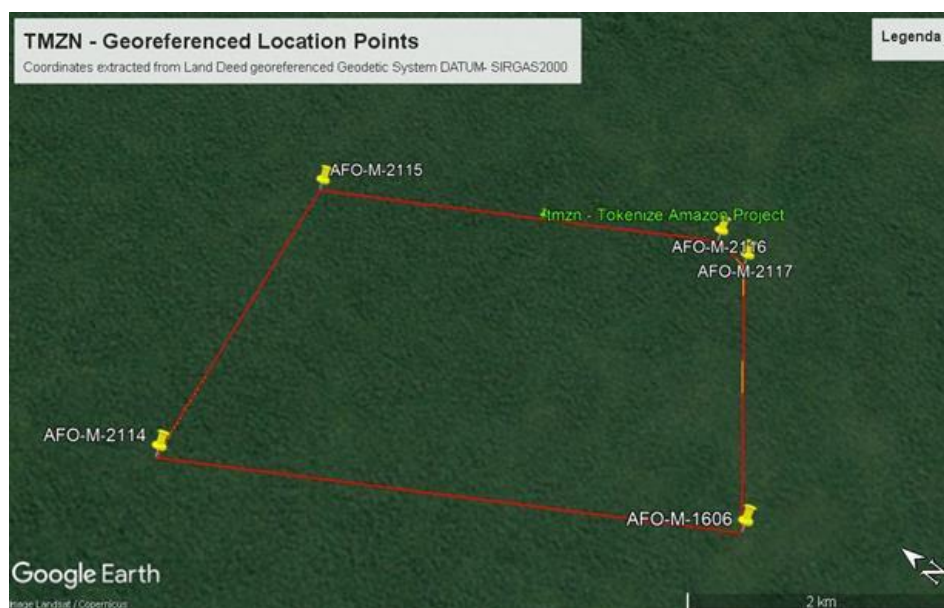 TMZN - Georeferenced Location Points
Legenda
Coordinates extracted from Land Deed georeferenced Geodetic System DATUM- SIRGAS2000
AFO-M-2115
tmzn - Tokenize Amazon Project
AFO-M-2116
AFO-M-2117
AFO-M-2114
AFO-M-1606
N
Google Earth
Image Landsat / Copernicus
2 km